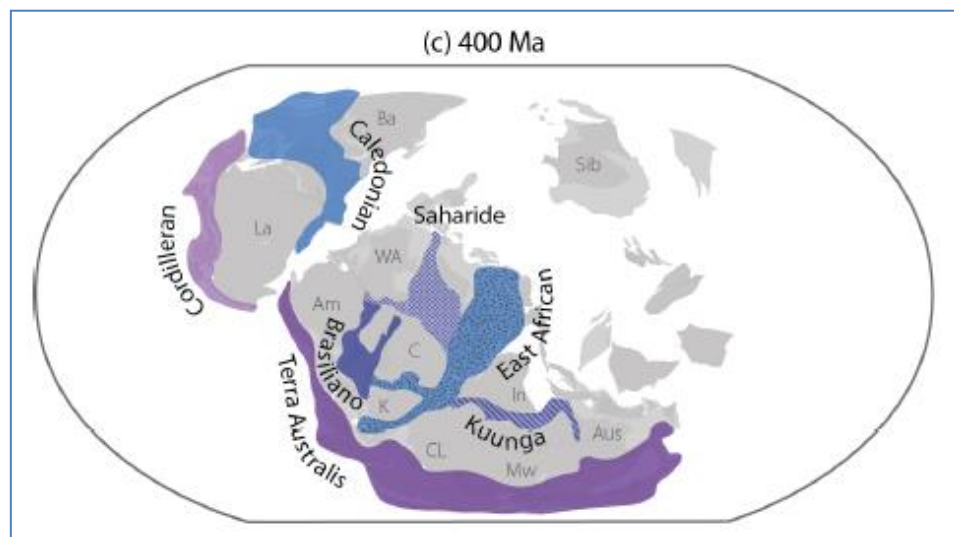 (c) 400 Ma
Ba
Caledonian
Sib
La
Saharide
WA
Cordilleran
Am
East African
Brasiliano
C
In
K
Kuunga
Aus
Terra Australis
CL
Mw